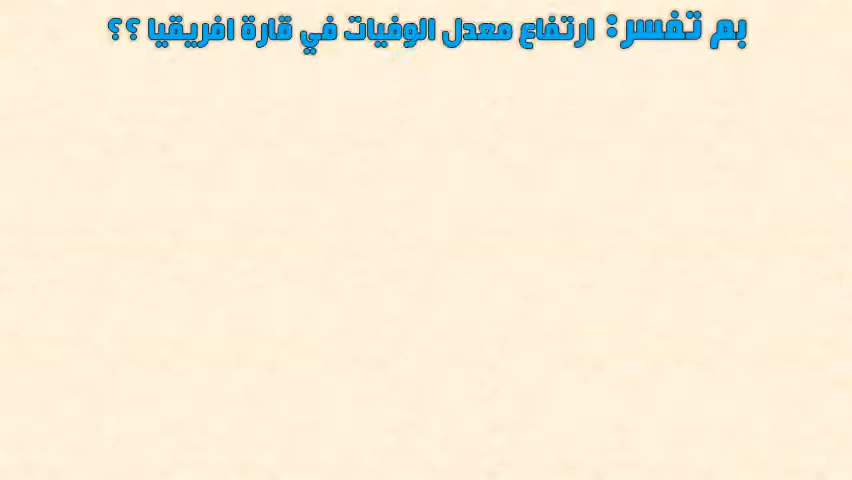 بم تفسر: ارتفاع معدل الوفيات في قارة افريقيا ؟؟